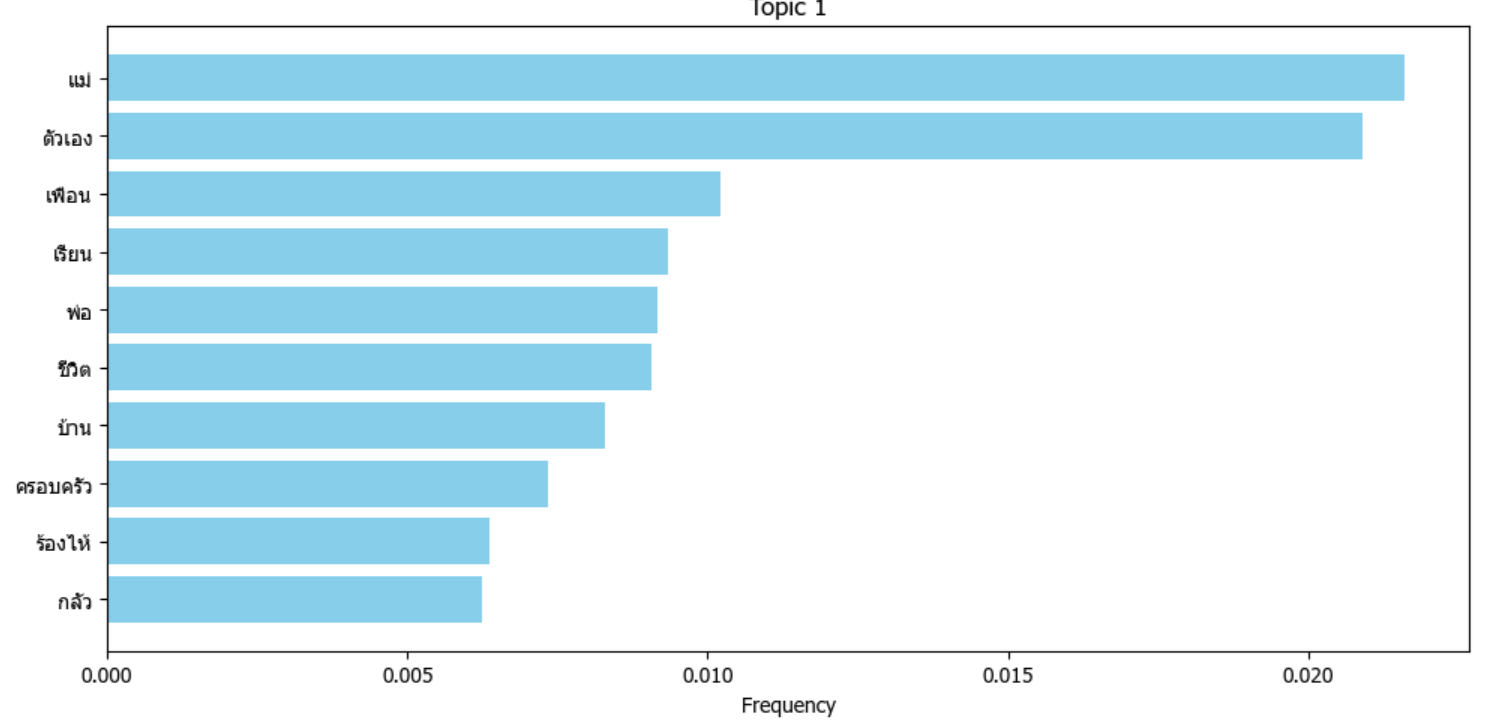 Topic 1
แม่
ตัวเอง
เพื่อน
เรียน
พ่อ
ชีวิต
บ้าน
ครอบครัว
ร้องไห้
กลัว
0.000 0.005 0.010 0.015 0.020
Frequency